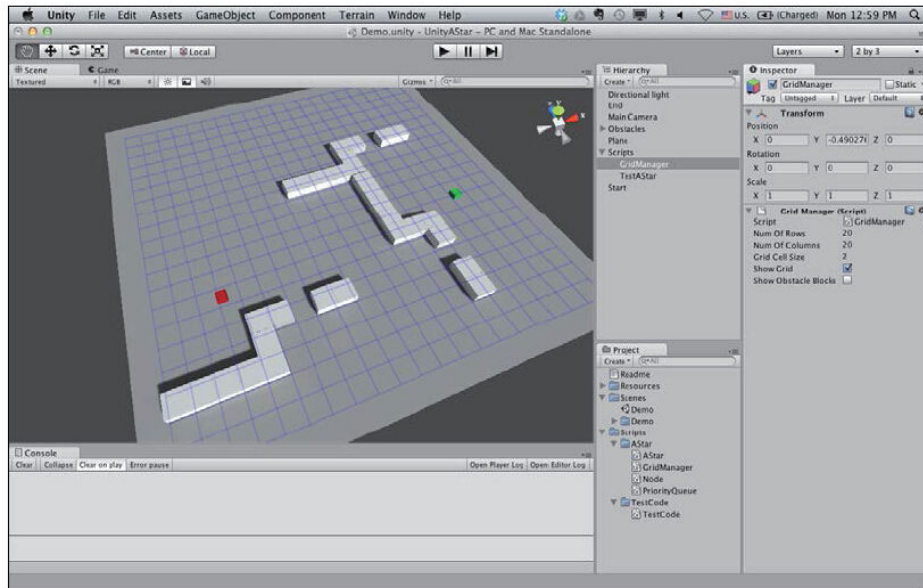 Unity File Edit Assets GameObject Component Terrain Window Help U.S. (Charged) Mon 12:59 PM
Demo.unity - UnityAStar - PC and Mac Standalone
Center Local Layers 2 by 3
Scene Game
Textured RGB Gizmos All
Hierarchy
Create All
Directional light
End
Main Camera
Obstacles
Plane
Scripts
GridManager
TestAStar
Start
Inspector
GridManager Static
Tag Untagged Layer Default
Transform
Position
X 0 Y -0.49027 Z 0
Rotation
X 0 Y 0 Z 0
Scale
X 1 Y 1 Z 1
Grid Manager (Script)
Script GridManager
Num Of Rows 20
Num Of Columns 20
Grid Cell Size 2
Show Grid
Show Obstacle Blocks
Project
Create All
Readme
Resources
Scenes
Demo
Demo
Scripts
AStar
AStar
GridManager
Node
PriorityQueue
TestCode
TestCode
Console
Clear Collapse Clear on play Error pause Open Player Log Open Editor Log